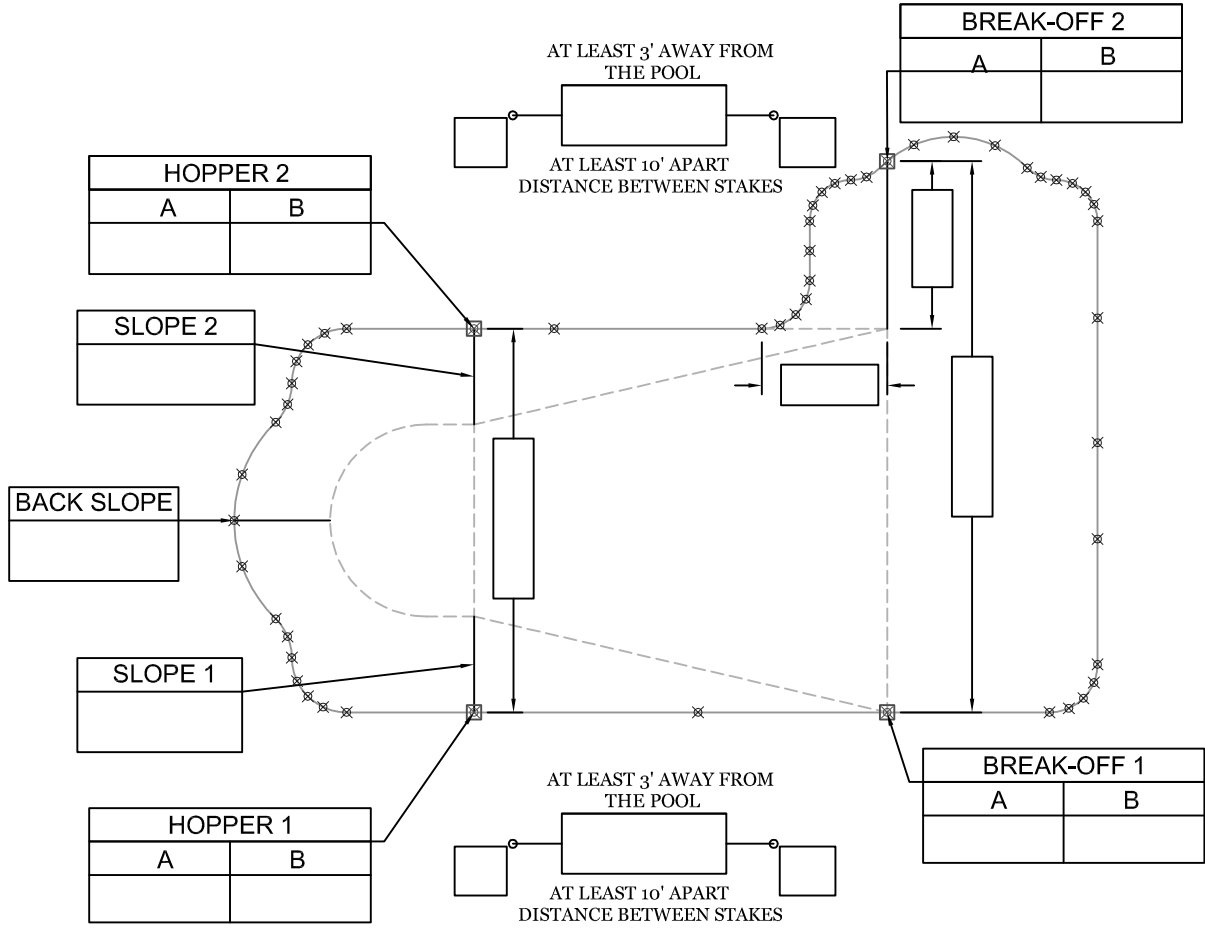 BREAK-OFF 2
A B
AT LEAST 3' AWAY FROM
THE POOL
AT LEAST 10' APART
DISTANCE BETWEEN STAKES
HOPPER 2
A B
SLOPE 2
BACK SLOPE
SLOPE 1
HOPPER 1
A B
AT LEAST 3' AWAY FROM
THE POOL
AT LEAST 10' APART
DISTANCE BETWEEN STAKES
BREAK-OFF 1
A B